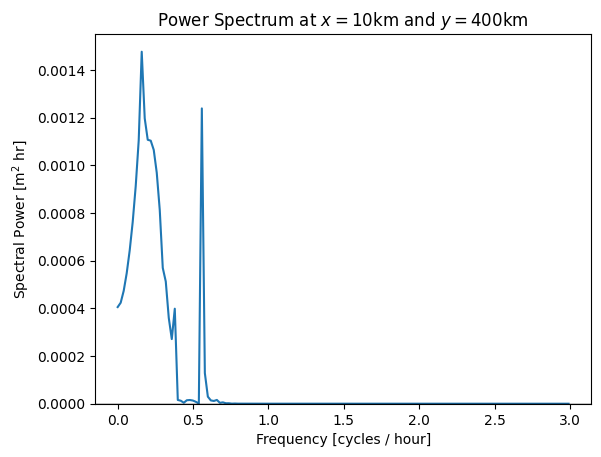 Power Spectrum at x = 10km and y = 400km
0.0014
0.0012
0.0010
0.0008
0.0006
0.0004
0.0002
0.0000
Spectral Power [m² hr]
0.0 0.5 1.0 1.5 2.0 2.5 3.0
Frequency [cycles / hour]